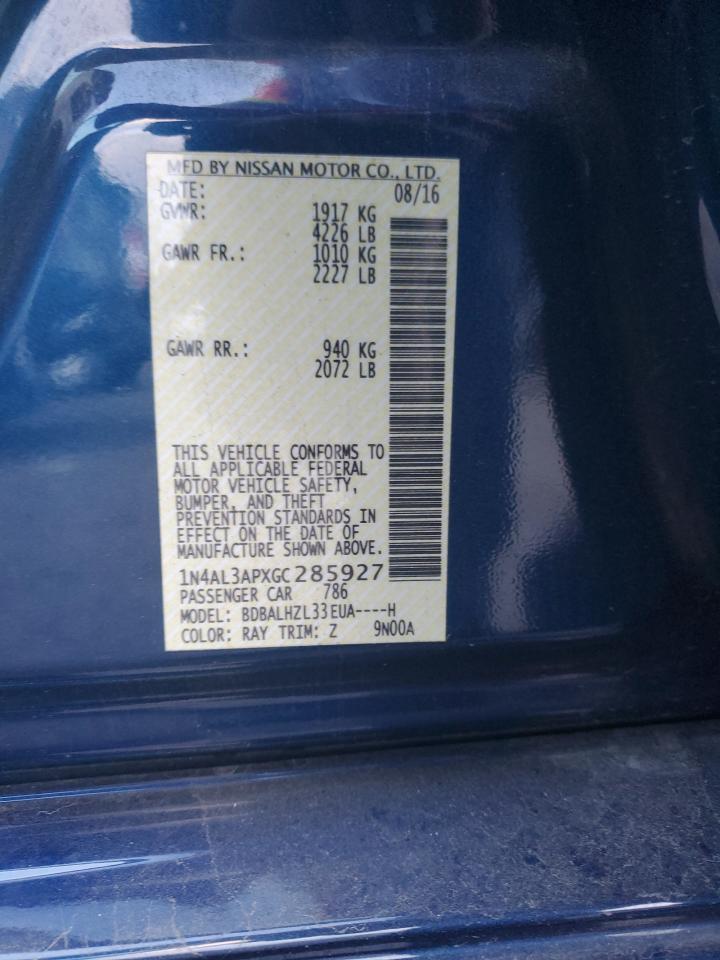 MFD BY NISSAN MOTOR CO., LTD.
DATE: 08/16
GVWR: 1917 KG
4226 LB
GAWR FR.: 1010 KG
2227 LB
GAWR RR.: 940 KG
2072 LB
THIS VEHICLE CONFORMS TO
ALL APPLICABLE FEDERAL
MOTOR VEHICLE SAFETY,
BUMPER, AND THEFT
PREVENTION STANDARDS IN
EFFECT ON THE DATE OF
MANUFACTURE SHOWN ABOVE.
1N4AL3APXGC285927
PASSENGER CAR 786
MODEL: BDBALHZL33EUA----H
COLOR: RAY TRIM: Z 9N00A